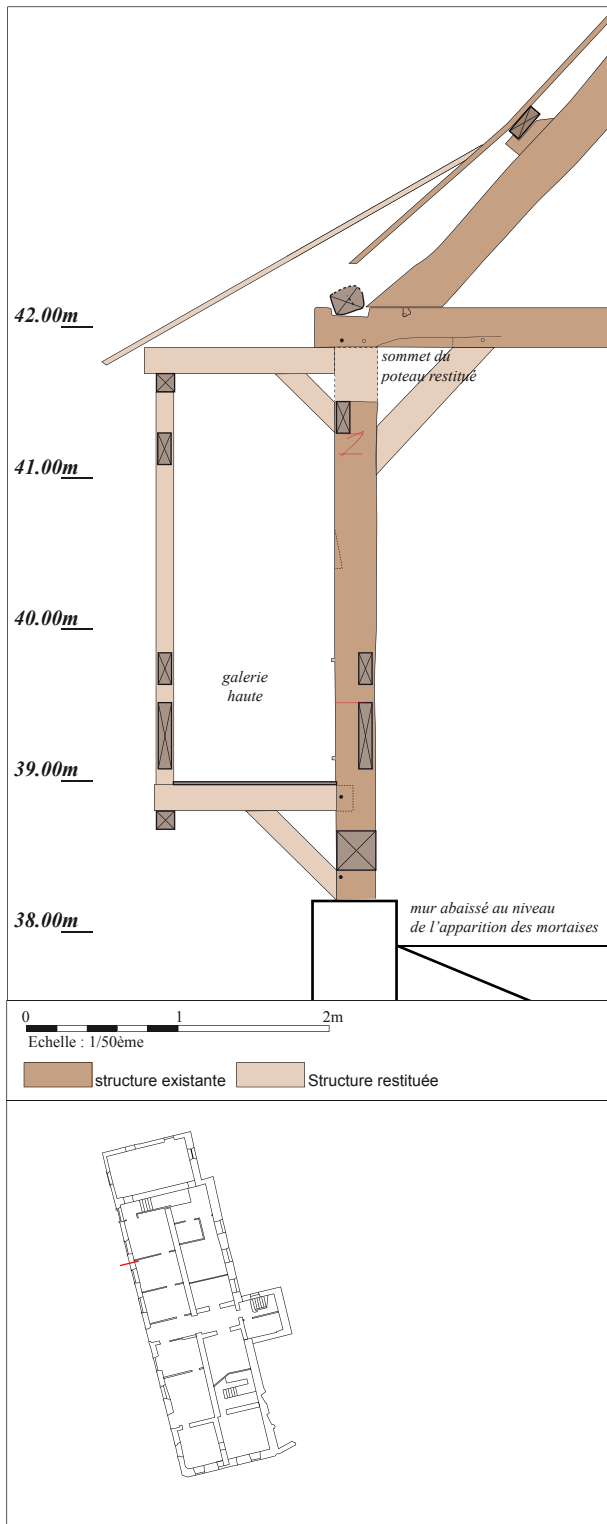 42.00m
sommet du
poteau restitué
41.00m
40.00m
galerie
haute
39.00m
mur abaissé au niveau
de l'apparition des mortaises
38.00m
0 1 2m
Echelle : 1/50ème
structure existante Structure restituée